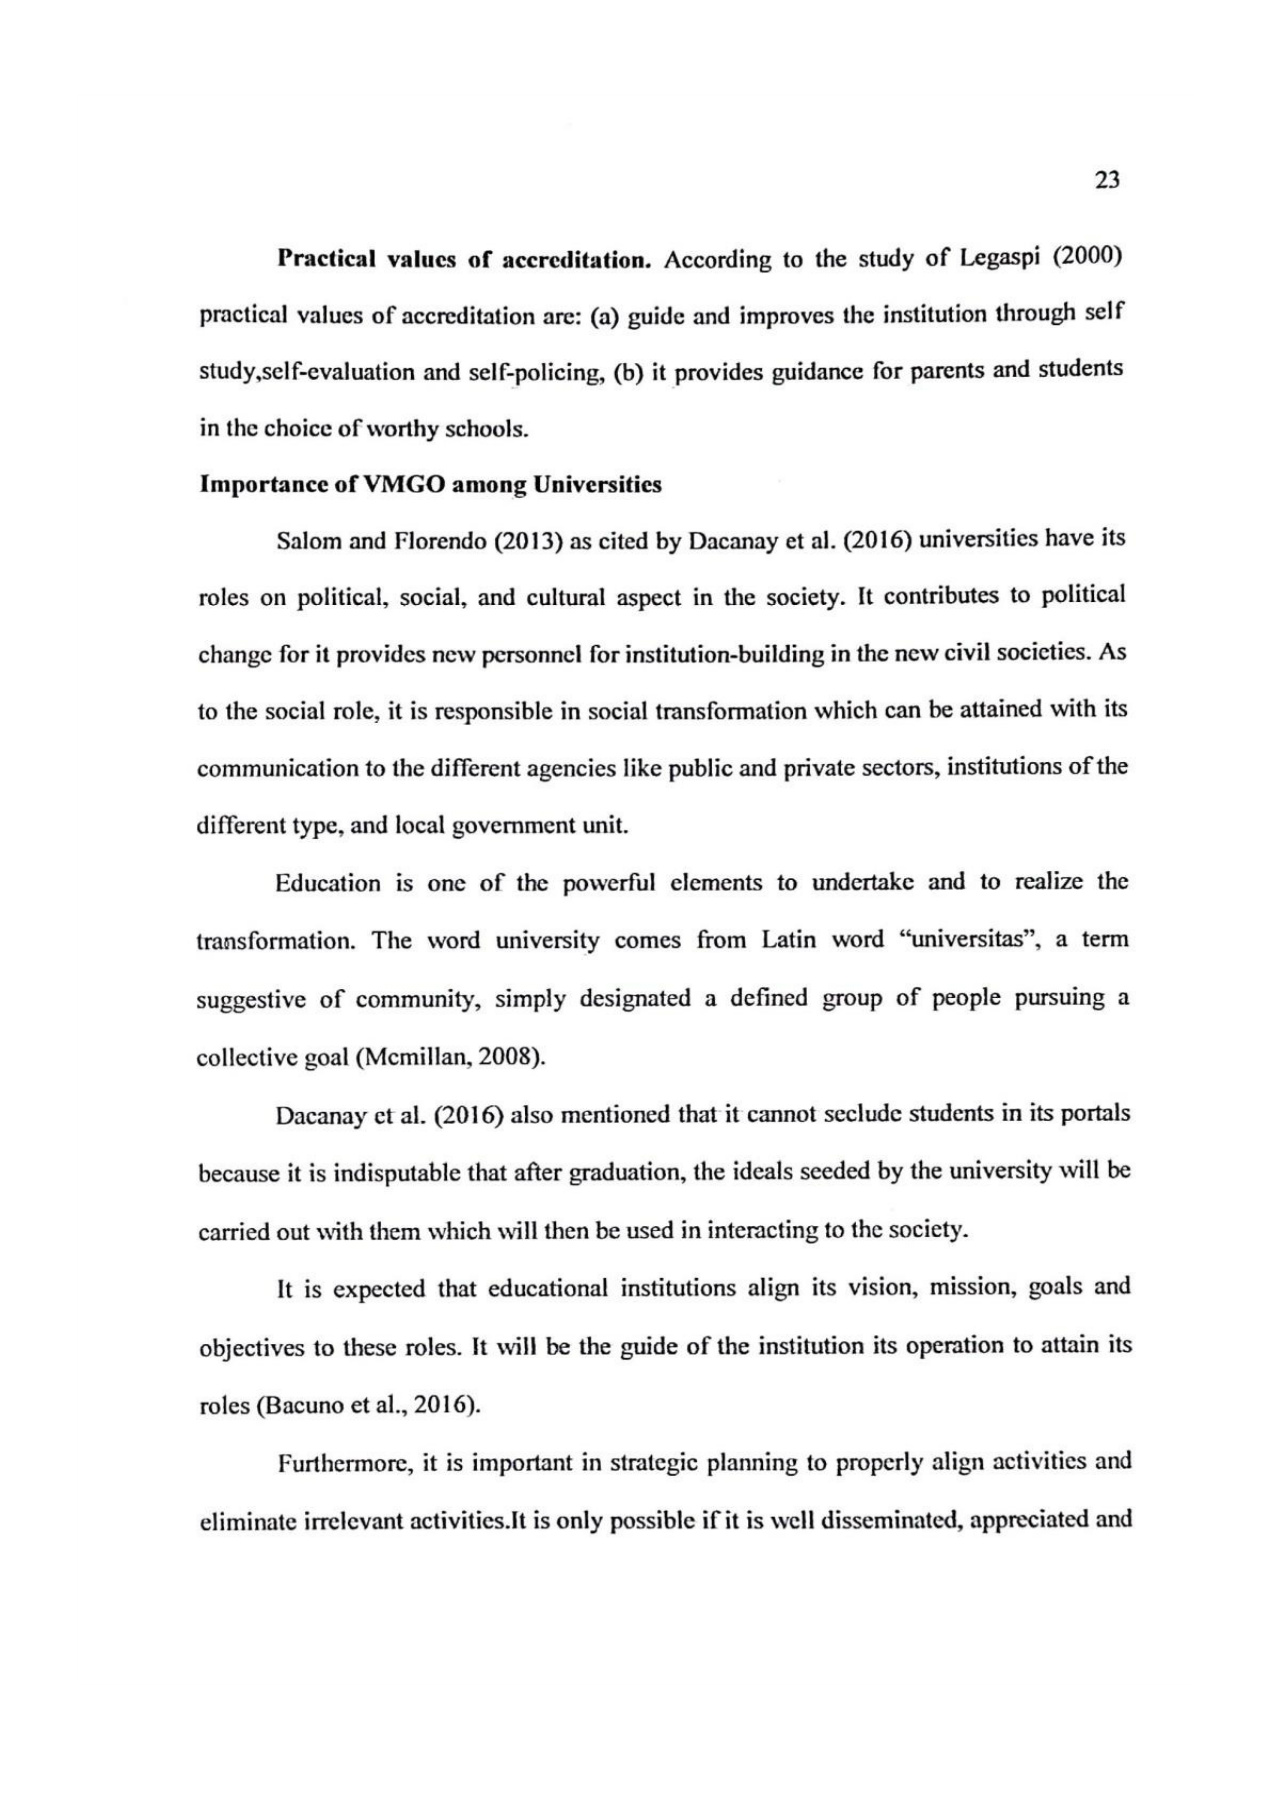 23
Practical values of accreditation. According to the study of Legaspi (2000)
practical values of accreditation are: (a) guide and improves the institution through self
study,self-evaluation and self-policing, (b) it provides guidance for parents and students
in the choice of worthy schools.
Importance of VMGO among Universities
Salom and Florendo (2013) as cited by Dacanay et al. (2016) universities have its
roles on political, social, and cultural aspect in the society. It contributes to political
change for it provides new personnel for institution-building in the new civil societies. As
to the social role, it is responsible in social transformation which can be attained with its
communication to the different agencies like public and private sectors, institutions of the
different type, and local government unit.
Education is one of the powerful elements to undertake and to realize the
transformation. The word university comes from Latin word “universitas”, a term
suggestive of community, simply designated a defined group of people pursuing a
collective goal (Mcmillan, 2008).
Dacanay et al. (2016) also mentioned that it cannot seclude students in its portals
because it is indisputable that after graduation, the ideals seeded by the university will be
carried out with them which will then be used in interacting to the society.
It is expected that educational institutions align its vision, mission, goals and
objectives to these roles. It will be the guide of the institution its operation to attain its
roles (Bacuno et al., 2016).
Furthermore, it is important in strategic planning to properly align activities and
eliminate irrelevant activities.It is only possible if it is well disseminated, appreciated and